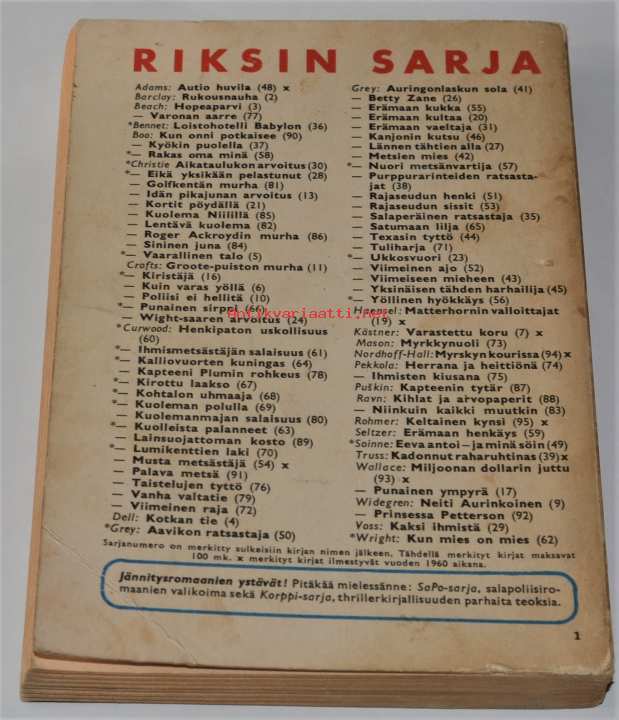 RIKSIN SARJA
Adams: Autio huvila (48) x
Barclay: Rukousnauha (2)
Beach: Hopeaparvi (3)
— Varonan aarre (77)
*Bennet: Loistohotelli Babylon (36)
Boo: Kun onni potkaisee (90)
— Kyökin puolella (37)
*— Rakas oma minä (58)
*Christie Aikataulukon arvoitus (30)
*— Eikä yksikään pelastunut (28)
— Golfkentän murha (81)
— Idän pikajunan arvoitus (13)
— Kortit pöydällä (21)
— Kuolema Niilillä (85)
— Lentävä kuolema (82)
— Roger Ackroydin murha (86)
— Sininen juna (84)
*— Vaarallinen talo (5)
Crofts: Groote-puiston murha (11)
*— Kiristäjä (16)
— Kuin varas yöllä (6)
— Poliisi ei hellitä (10)
*— Punainen sirppi (66)
— Wight-saaren arvoitus (24)
*Curwood: Henkipaton uskollisuus
(60)
*— Ihmismetsästäjän salaisuus (61)
*— Kalliovuorten kuningas (64)
— Kapteeni Plumin rohkeus (78)
*— Kirottu laakso (67)
*— Kohtalon uhmaaja (68)
*— Kuoleman polulla (69)
— Kuolemanmajan salaisuus (80)
*— Kuolleista palanneet (63)
— Lainsuojattoman kosto (89)
*— Lumikenttien laki (70)
— Musta metsästäjä (54) x
— Palava metsä (91)
— Taistelujen tyttö (76)
— Vanha valtatie (79)
— Viimeinen raja (72)
Dell: Kotkan tie (4)
*Grey: Aavikon ratsastaja (50)
Grey: Auringonlaskun sola (41)
— Betty Zane (26)
— Erämaan kukka (55)
— Erämaan kultaa (20)
— Erämaan vaeltaja (31)
— Kanjonin kutsu (46)
— Lännen tähtien alla (27)
— Metsien mies (42)
*— Nuori metsänvartija (57)
— Purppurarinteiden ratsasta-
jat (38)
— Rajaseudun henki (51)
— Rajaseudun sissit (53)
— Salaperäinen ratsastaja (35)
— Satumaan lilja (65)
— Texasin tyttö (44)
— Tuliharja (71)
*— Ukkosvuori (23)
— Viimeinen ajo (52)
— Viimeiseen mieheen (43)
— Yksinäisen tähden harhailija (45)
*— Yöllinen hyökkäys (56)
Haensel: Matterhornin valloittajat
(19) x
Kästner: Varastettu koru (7) x
Mason: Myrkkynuoli (73)
Nordhoff-Hall: Myrskyn kourissa (94) x
Pekkola: Herrana ja heittiönä (74)
— Ihmisten kiusana (75)
Puškin: Kapteenin tytär (87)
Ravn: Kihlat ja arvopaperit (88)
— Niinkuin kaikki muutkin (83)
Rohmer: Keltainen kynsi (95) x
Seltzer: Erämaan henkäys (59)
*Soinne: Eeva antoi – ja minä söin (49)
Truss: Kadonnut raharuhtinas (39) x
Wallace: Miljoonan dollarin juttu
(93) x
— Punainen ympyrä (17)
Widegren: Neiti Aurinkoinen (9)
— Prinsessa Petterson (92)
Voss: Kaksi ihmistä (29)
*Wright: Kun mies on mies (62)
Sarjanumero on merkitty sulkeisiin kirjan nimen jälkeen. Tähdellä merkityt kirjat maksavat
100 mk. x merkityt kirjat ilmestyvät vuoden 1960 aikana.
Jännitysromaanien ystävät! Pitäkää mielessänne: SaPo-sarja, salapoliisiro-
maanien valikoima sekä Korppi-sarja, thrillerkirjallisuuden parhaita teoksia.
1
Antikvariaatti.net